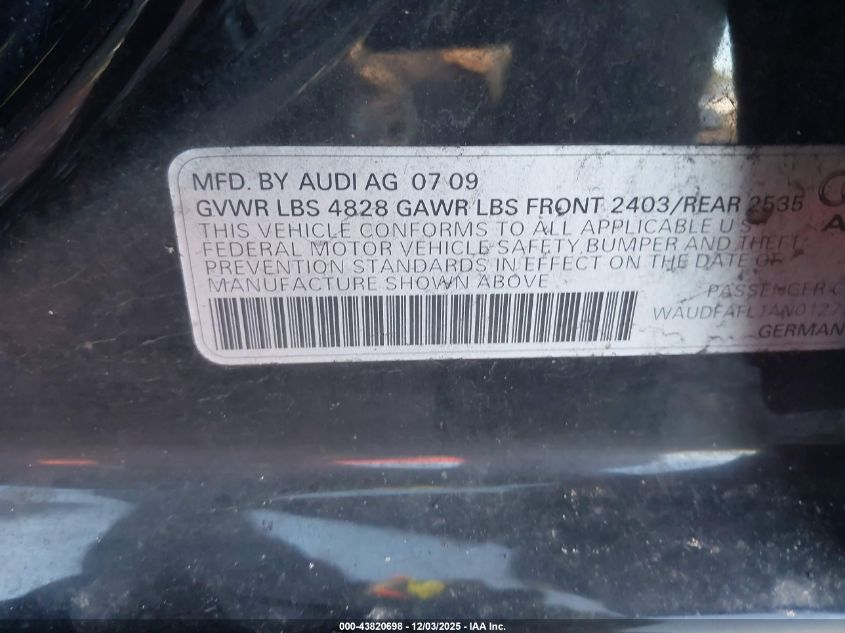 MFD. BY AUDI AG 07 09
GVWR LBS 4828 GAWR LBS FRONT 2403/REAR 2535
THIS VEHICLE CONFORMS TO ALL APPLICABLE U S
FEDERAL MOTOR VEHICLE SAFETY BUMPER AND THEFT
PREVENTION STANDARDS IN EFFECT ON THE DATE OF
MANUFACTURE SHOWN ABOVE
PASSENGER
GERMAN
000-43820698 - 12/03/2025 - IAA Inc.